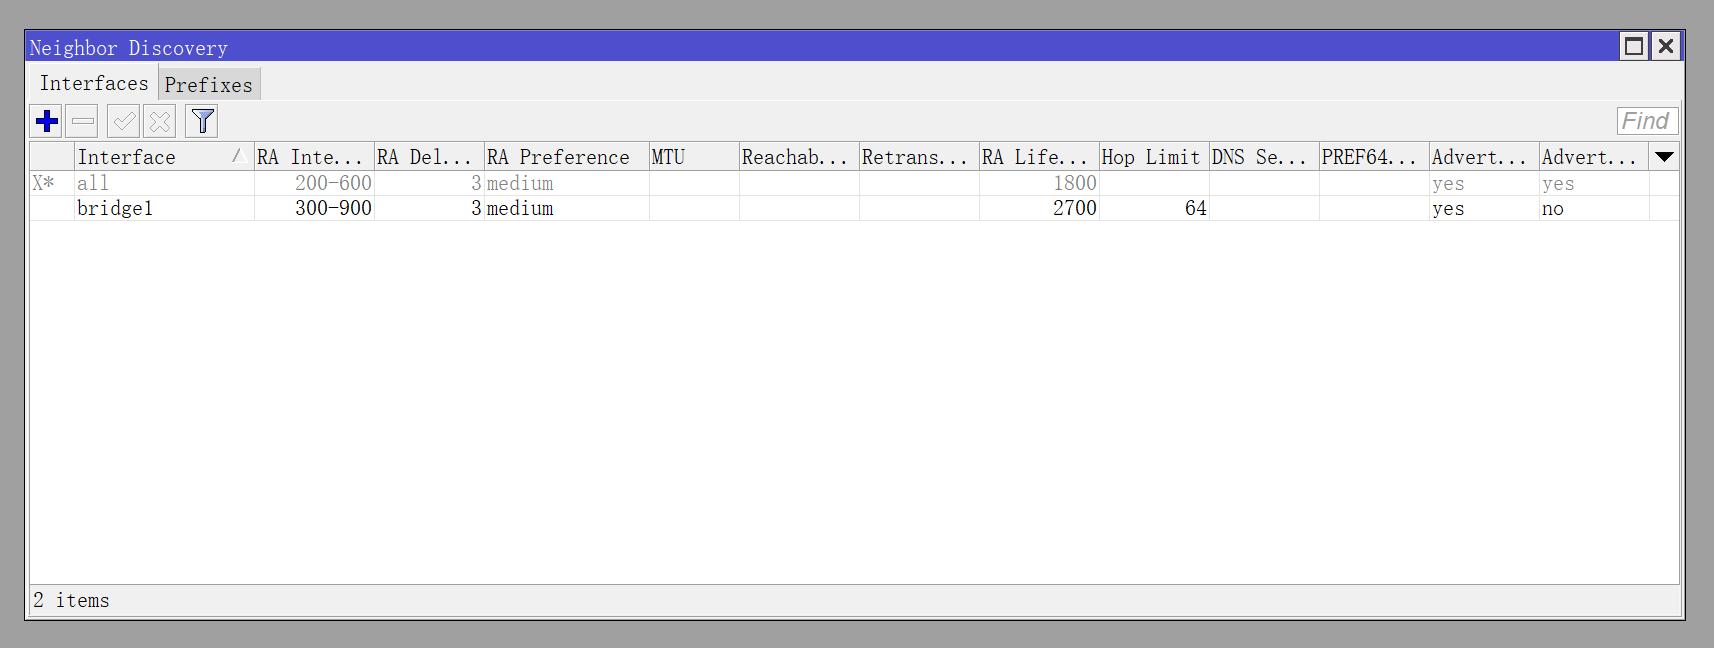 Neighbor Discovery
Interfaces Prefixes
Find
Interface RA Inte... RA Del... RA Preference MTU Reachab... Retrans... RA Life... Hop Limit DNS Se... PREF64... Advert... Advert...
X* all 200-600 3 medium 1800 yes yes
bridge1 300-900 3 medium 2700 64 yes no
2 items